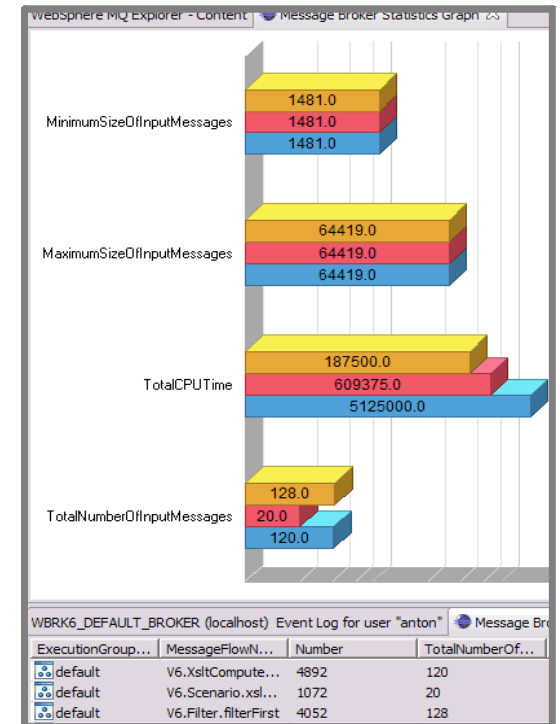 WebSphere MQ Explorer - Content Message Broker Statistics Graph
MinimumSizeOfInputMessages
1481.0
1481.0
1481.0
MaximumSizeOfInputMessages
64419.0
64419.0
64419.0
TotalCPUTime
187500.0
609375.0
5125000.0
TotalNumberOfInputMessages
128.0
20.0
120.0
WBRK6_DEFAULT_BROKER (localhost) Event Log for user "anton" Message Bro
ExecutionGroup... MessageFlowN... Number TotalNumberOf...
default V6.XsltCompute... 4892 120
default V6.Scenario.xsl... 1072 20
default V6.Filter.filterFirst 4052 128